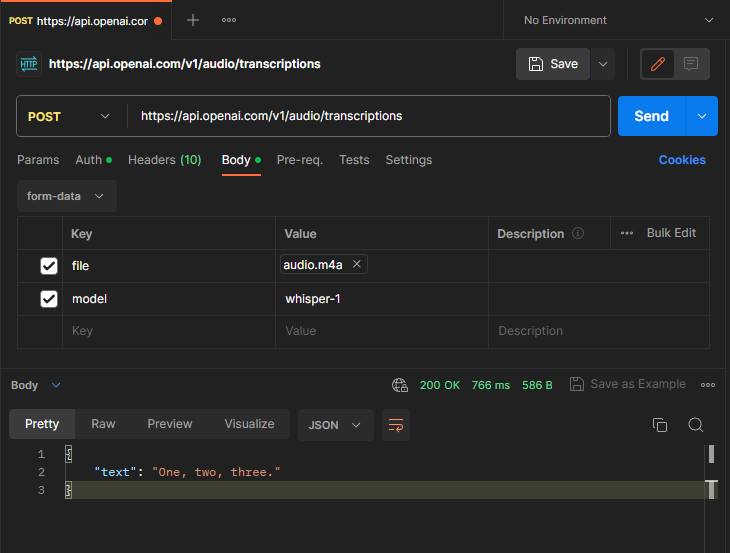 POST https://api.openai.cor
No Environment
HTTP https://api.openai.com/v1/audio/transcriptions Save
POST https://api.openai.com/v1/audio/transcriptions Send
Params Auth Headers (10) Body Pre-req. Tests Settings Cookies
form-data
Key Value Description Bulk Edit
file audio.m4a
model whisper-1
Key Value Description
Body 200 OK 766 ms 586 B Save as Example
Pretty Raw Preview Visualize JSON
1 {
2 "text": "One, two, three."
3 }